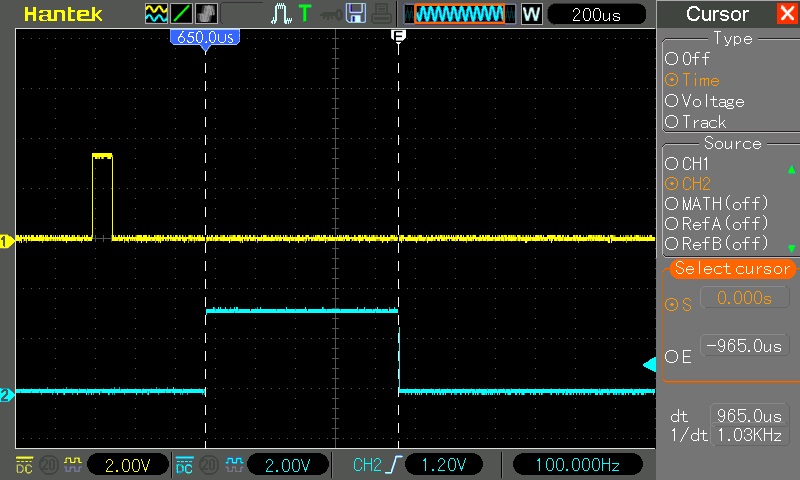 Hantek T W 200us Cursor
650.0us E
Type
Off
Time
Voltage
Track
Source
CH1
CH2
MATH(off)
RefA(off)
RefB(off)
Select cursor
S 0.000s
E -965.0us
dt 965.0us
1/dt 1.03KHz
1
2
DC 20 2.00V DC 20 2.00V CH2 1.20V 100.000Hz